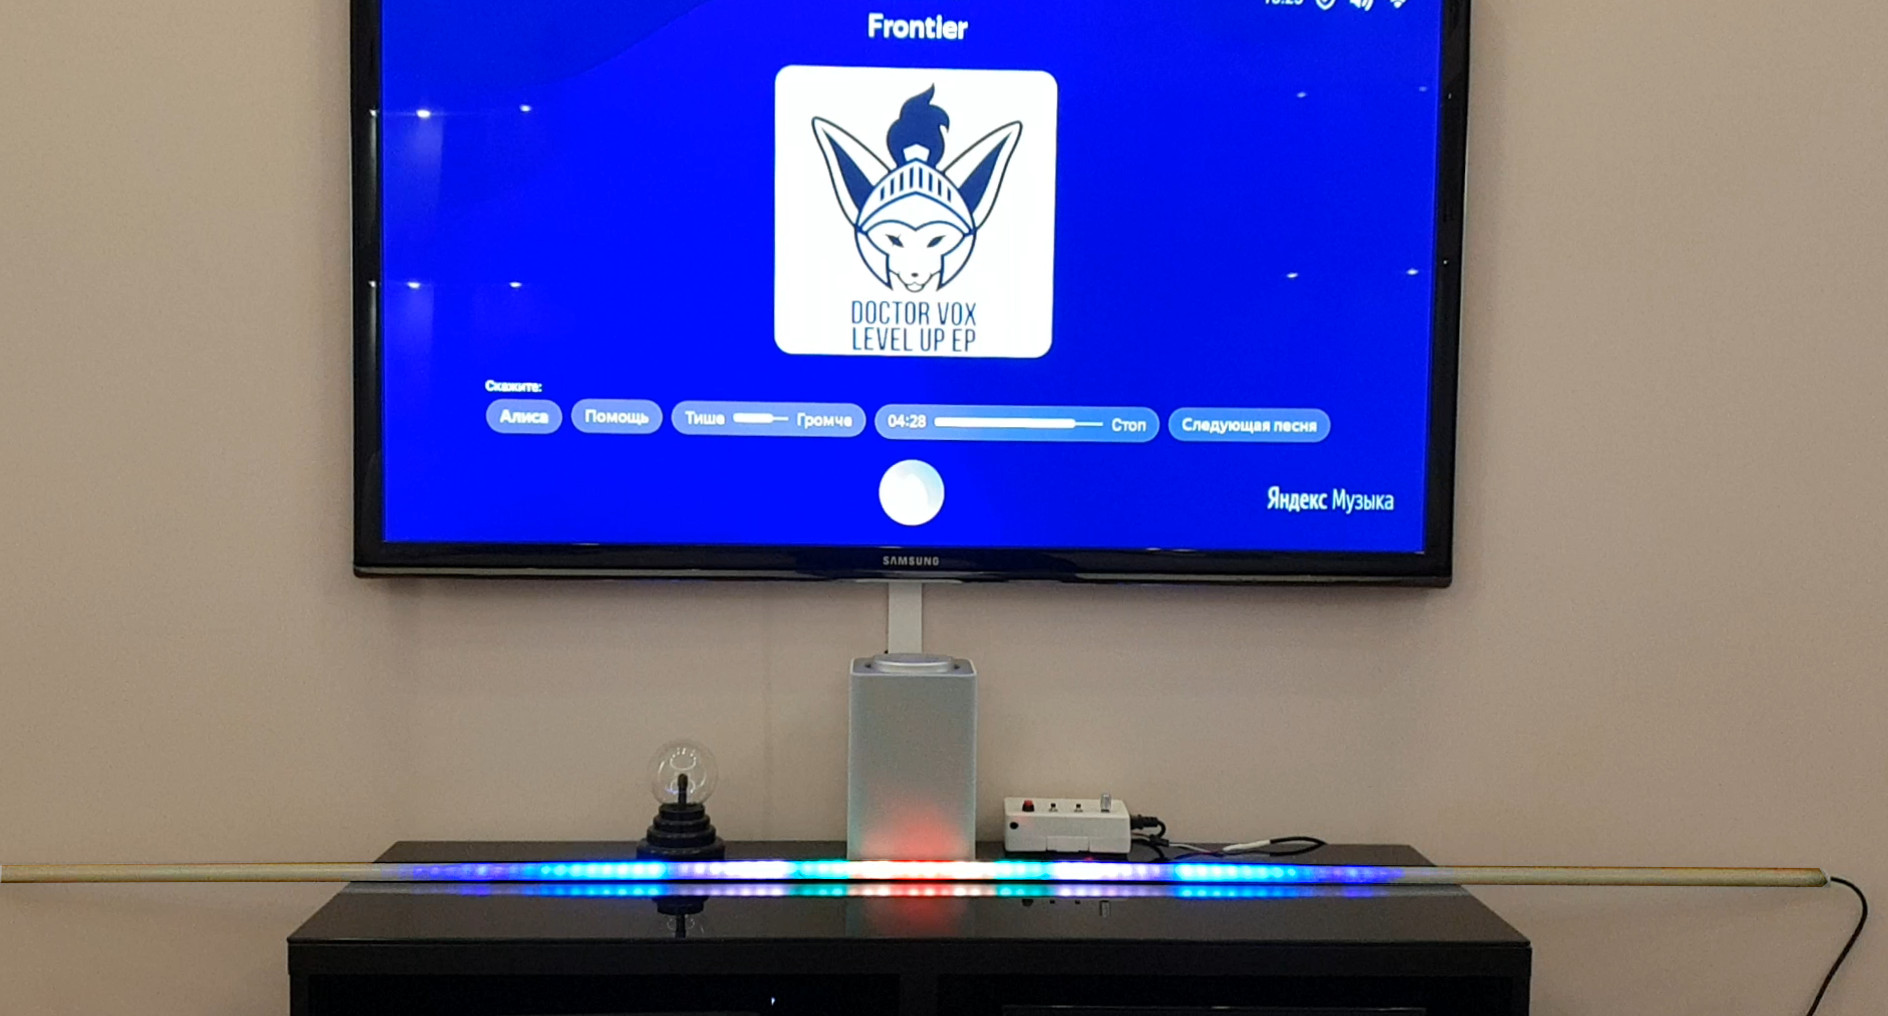 Frontier
DOCTOR VOX
LEVEL UP EP
Скажите:
Алиса Помощь Тише Громче 04:28 Стоп Следующая песня
Яндекс Музыка
SAMSUNG